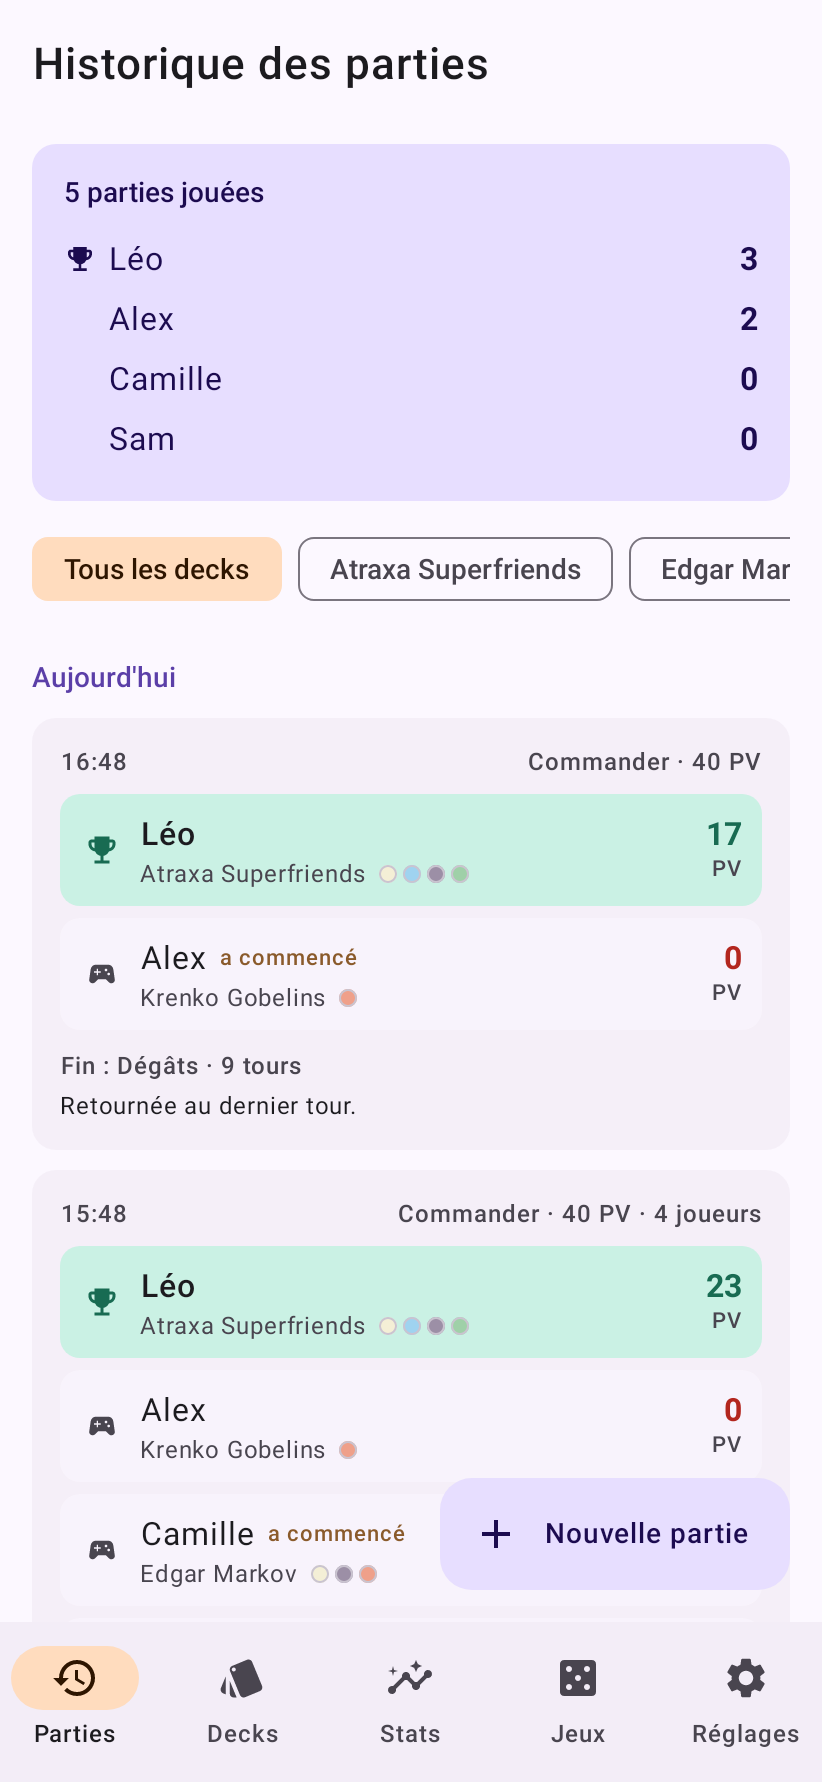 Historique des parties
5 parties jouées
Léo 3
Alex 2
Camille 0
Sam 0
Tous les decks Atraxa Superfriends Edgar Mar
Aujourd'hui
16:48 Commander · 40 PV
Léo 17
Atraxa Superfriends PV
Alex a commencé 0
Krenko Gobelins PV
Fin : Dégâts · 9 tours
Retournée au dernier tour.
15:48 Commander · 40 PV · 4 joueurs
Léo 23
Atraxa Superfriends PV
Alex 0
Krenko Gobelins PV
Camille a commencé
Edgar Markov
Nouvelle partie
Parties Decks Stats Jeux Réglages